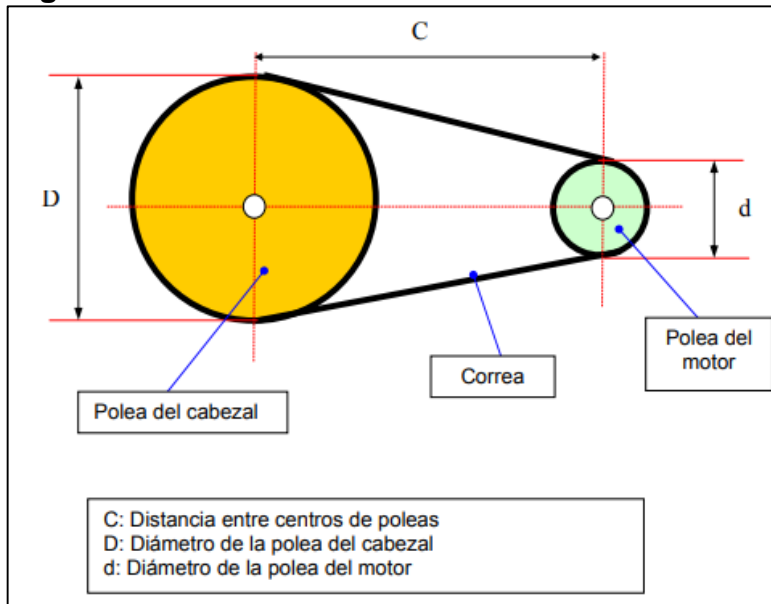 C
D
d
Polea del
motor
Correa
Polea del cabezal
C: Distancia entre centros de poleas
D: Diámetro de la polea del cabezal
d: Diámetro de la polea del motor